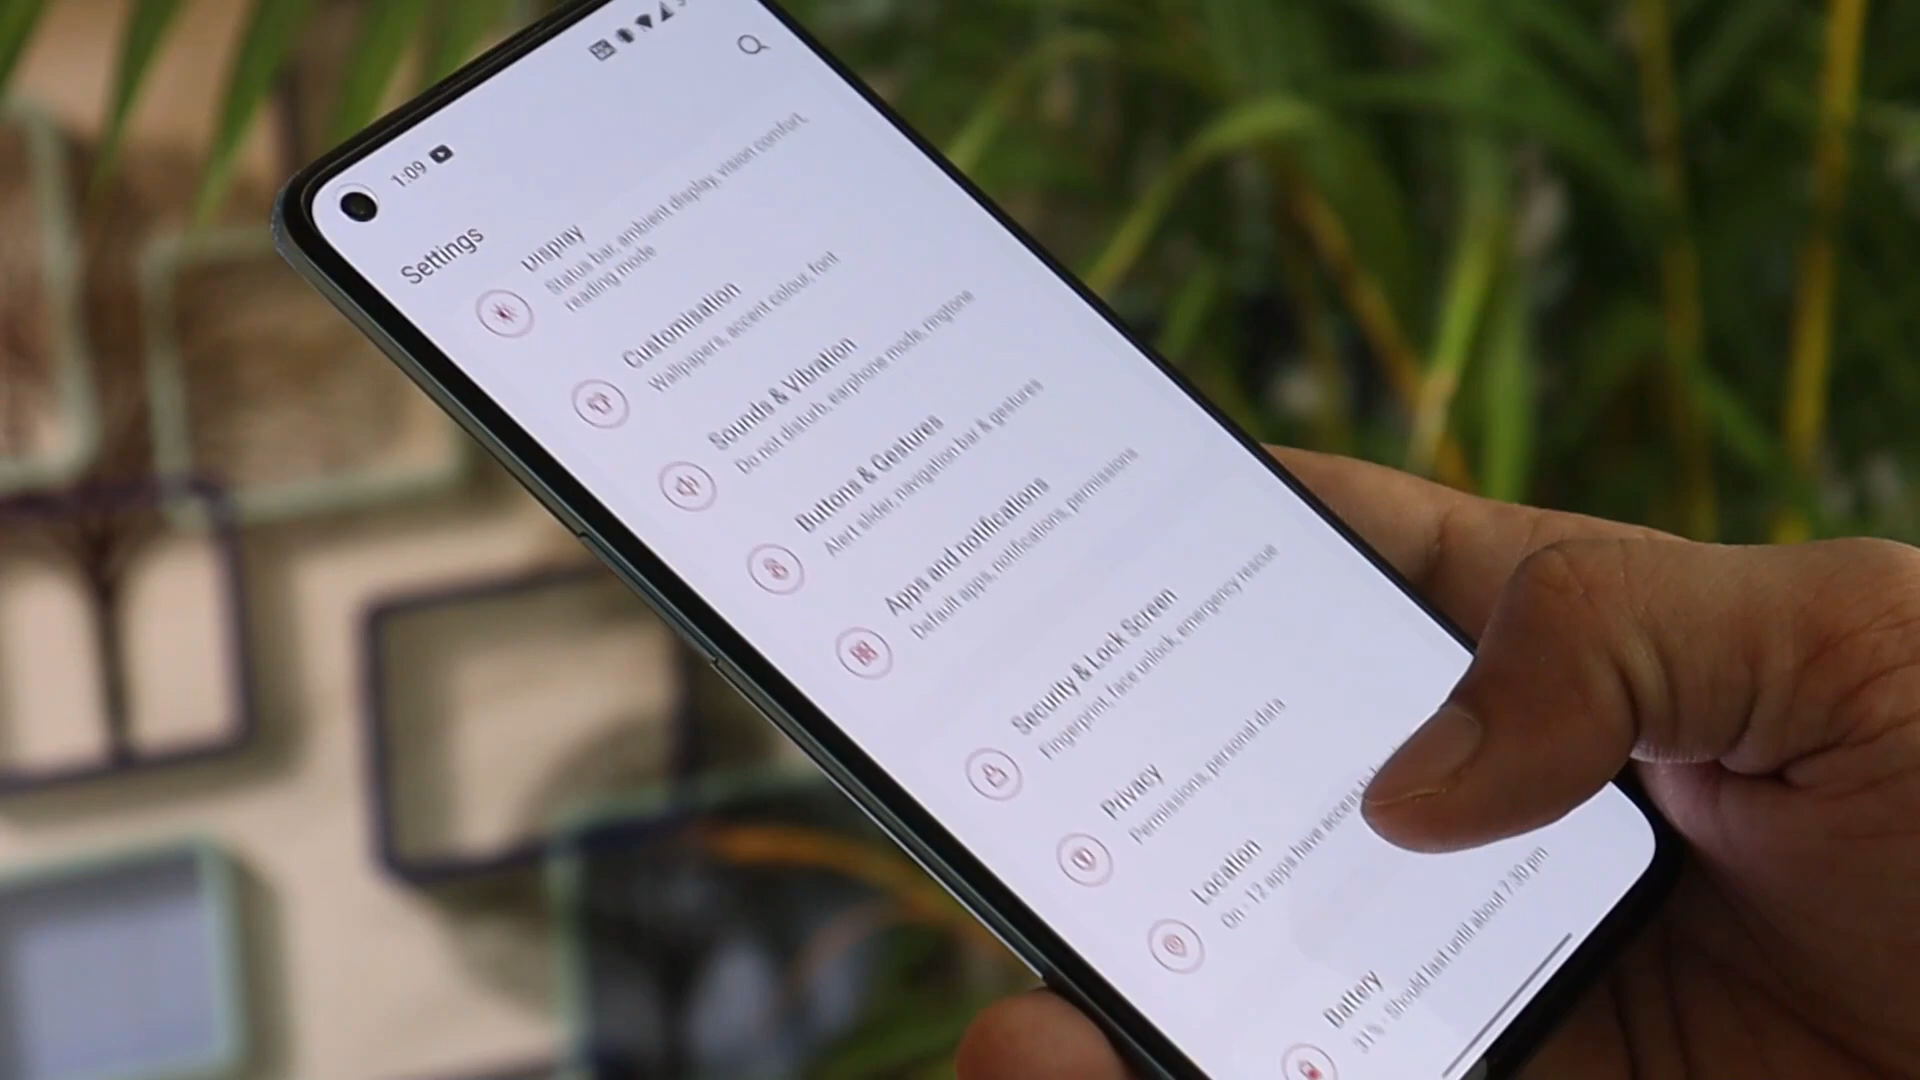 1:09
Settings
Display
Status bar, ambient display, vision comfort,
reading mode
Customisation
Wallpapers, accent colour, font
Sounds & Vibration
Do not disturb, earphone mode, ringtone
Buttons & Gestures
Alert slider, navigation bar & gestures
Apps and notifications
Default apps, notifications, permissions
Security & Lock Screen
Fingerprint, face unlock, emergency rescue
Privacy
Permissions, personal data
Location
On - 12 apps have access
Battery
31% - Should last until about 7:30 pm